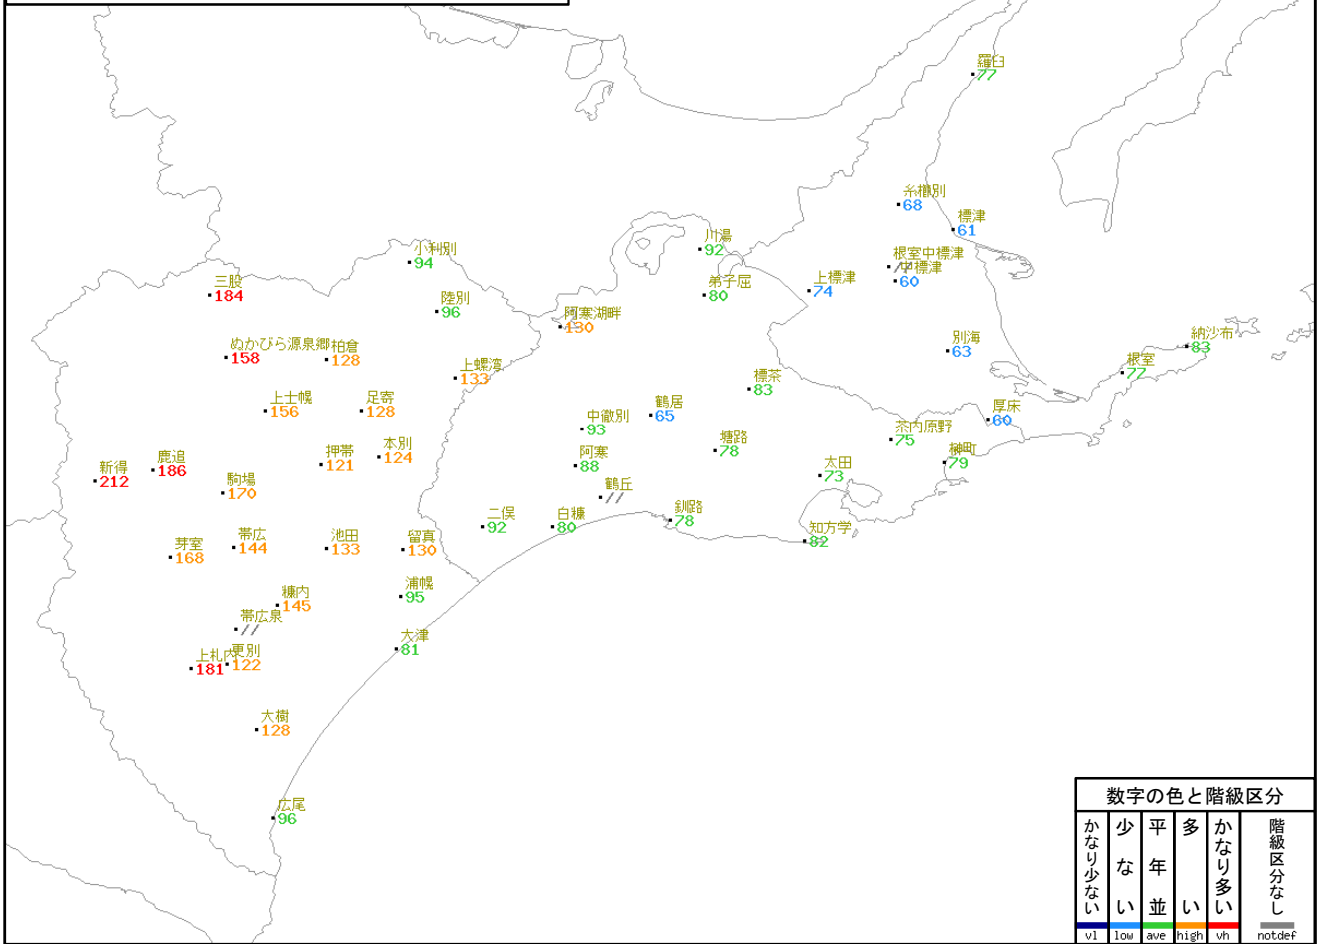 羅臼
77
糸櫛別
68
標津
61
川湯
92
根室中標津
//
中標津
60
小利別
94
上標津
74
三股
184
弟子屈
80
陸別
96
阿寒湖畔
130
納沙布
83
ぬかびら源泉郷
158
柏倉
128
別海
63
根室
77
上螺湾
133
標茶
83
上士幌
156
足寄
128
鶴居
65
厚床
60
中徹別
93
茶内原野
75
塘路
78
本別
124
押帯
121
榊町
79
鹿追
186
新得
212
阿寒
88
太田
73
駒場
170
鶴丘
//
釧路
78
二俣
92
白糠
80
知方学
82
帯広
144
池田
133
留真
130
芽室
168
浦幌
95
糠内
145
帯広泉
//
大津
81
更別
122
上札内
181
大樹
128
広尾
96
数字の色と階級区分
かなり少ない
少ない
平年並
多い
かなり多い
階級区分なし
vl
low
ave
high
vh
notdef